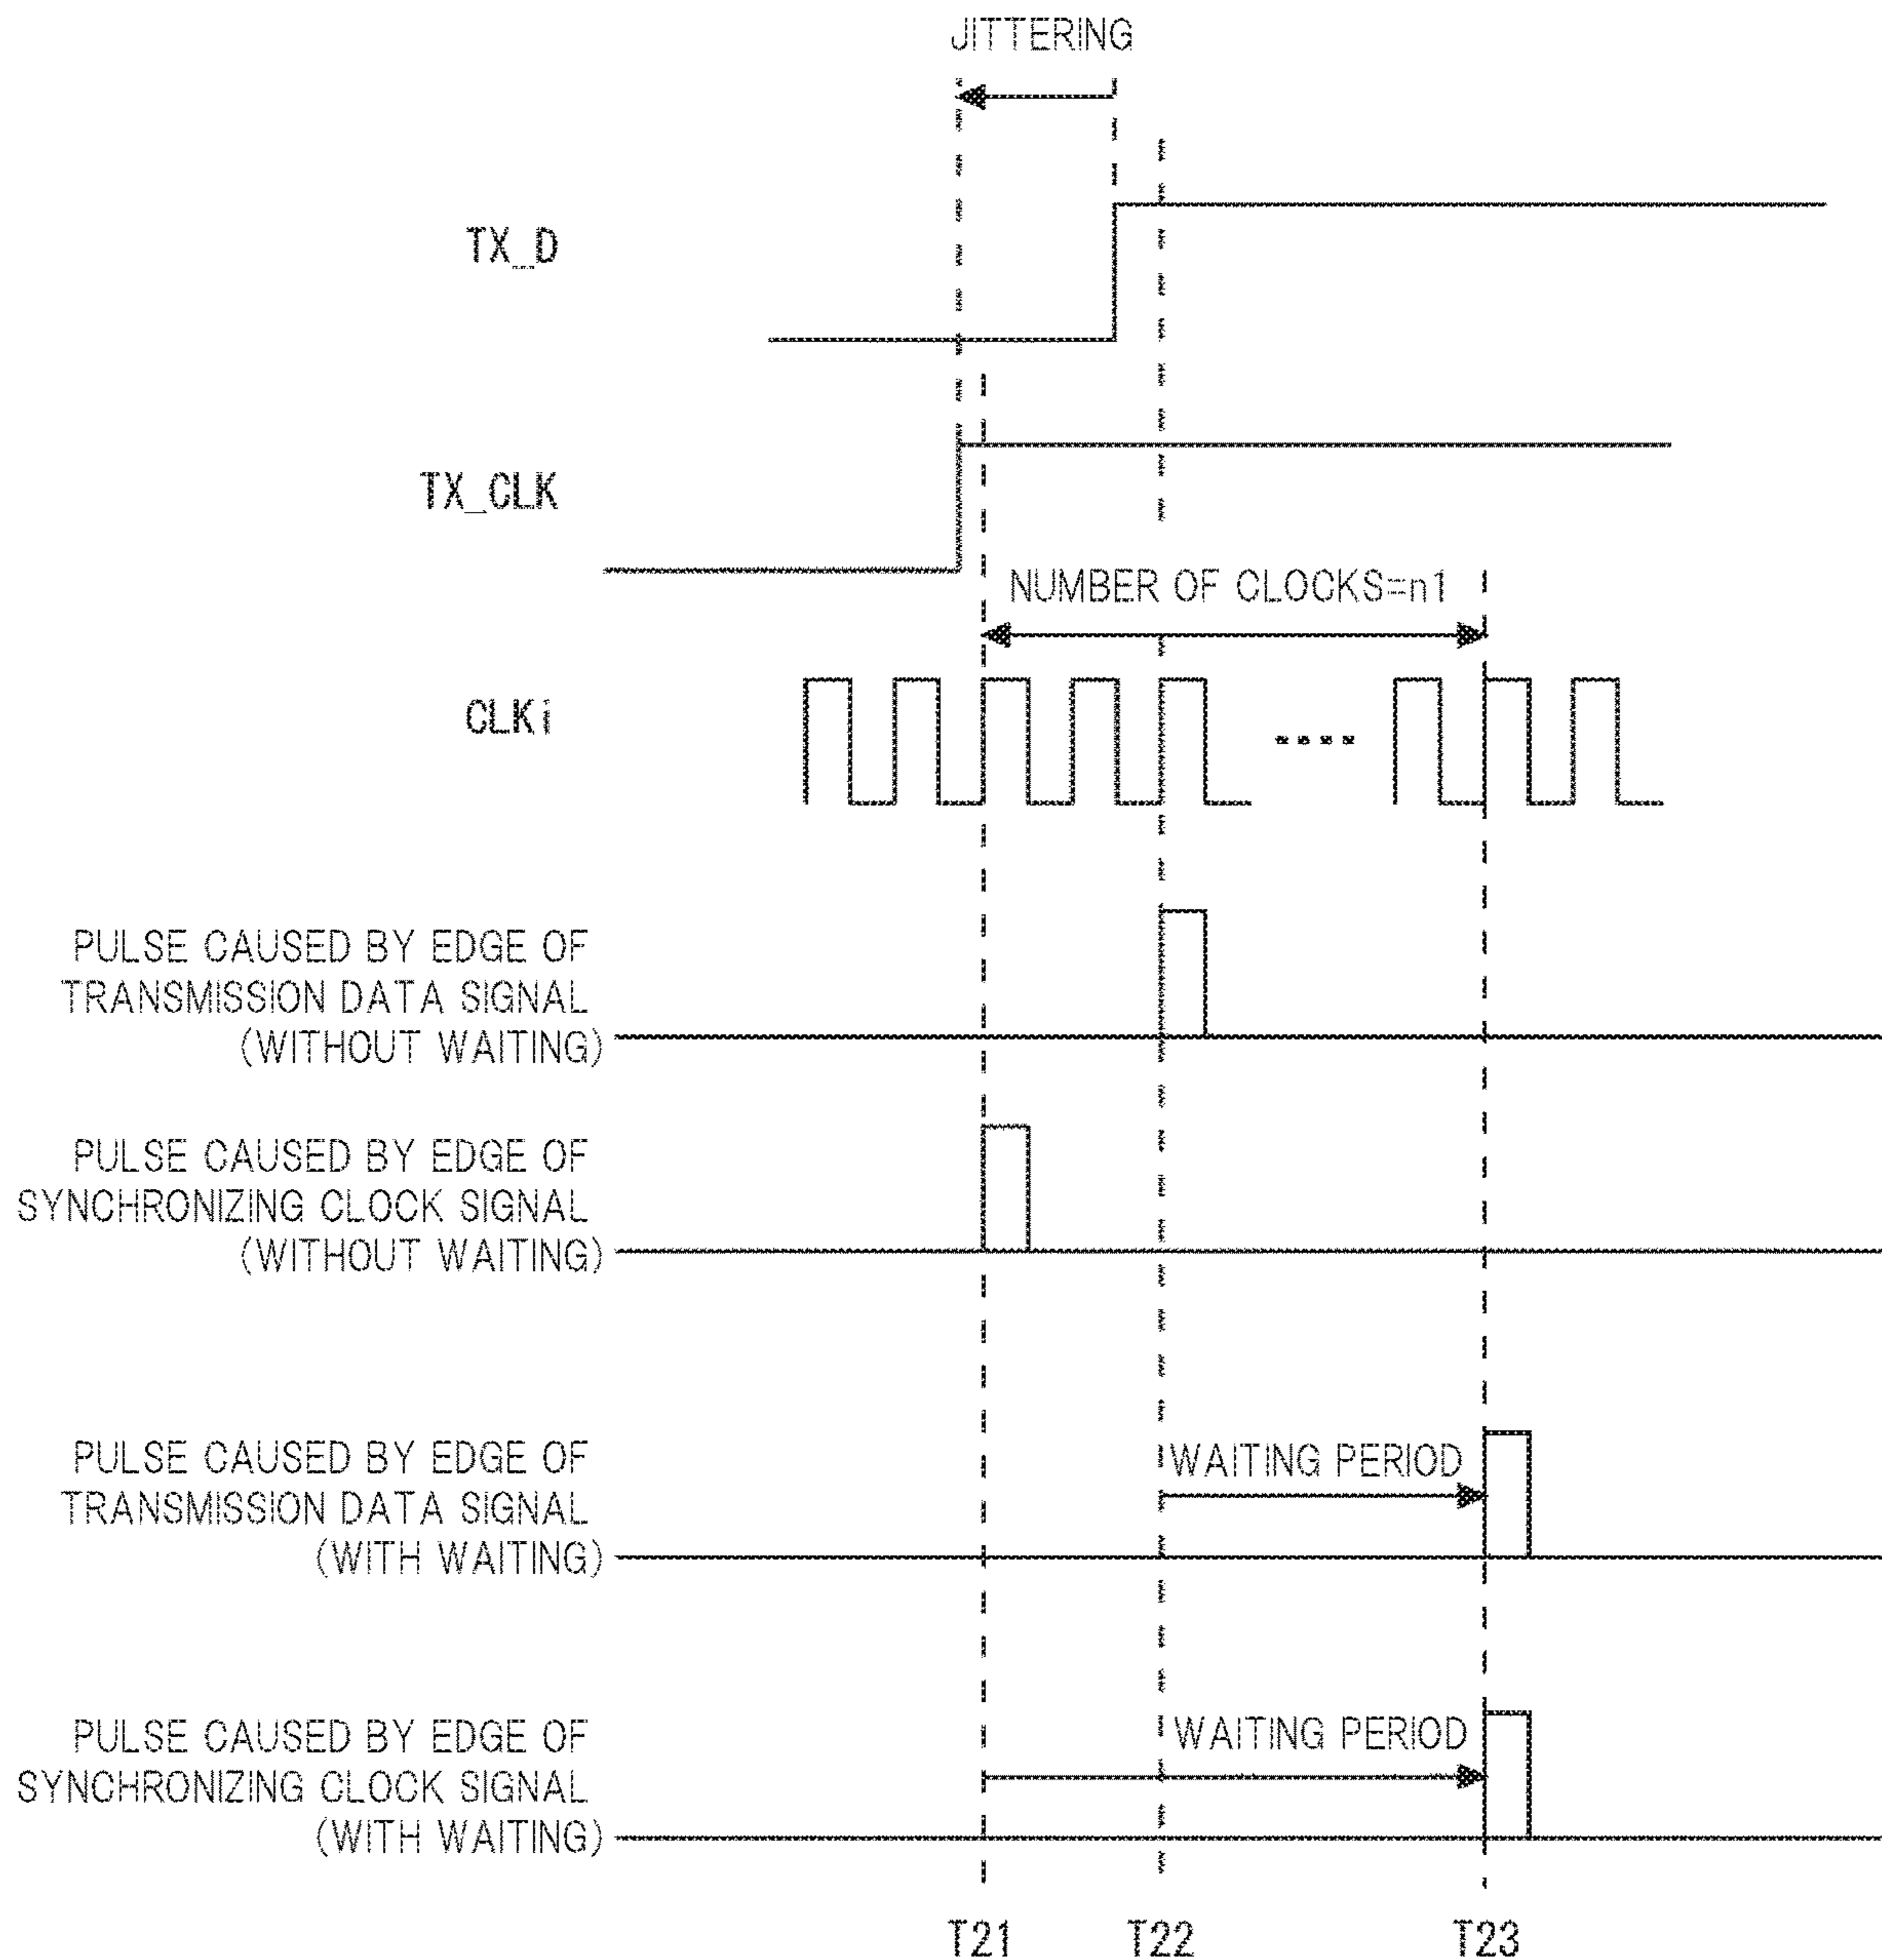 JITTERING
TX_D
TX_CLK
NUMBER OF CLOCKS=n1
CLKi
PULSE CAUSED BY EDGE OF
TRANSMISSION DATA SIGNAL
(WITHOUT WAITING)
PULSE CAUSED BY EDGE OF
SYNCHRONIZING CLOCK SIGNAL
(WITHOUT WAITING)
PULSE CAUSED BY EDGE OF
TRANSMISSION DATA SIGNAL
(WITH WAITING)
WAITING PERIOD
PULSE CAUSED BY EDGE OF
SYNCHRONIZING CLOCK SIGNAL
(WITH WAITING)
WAITING PERIOD
T21 T22 T23